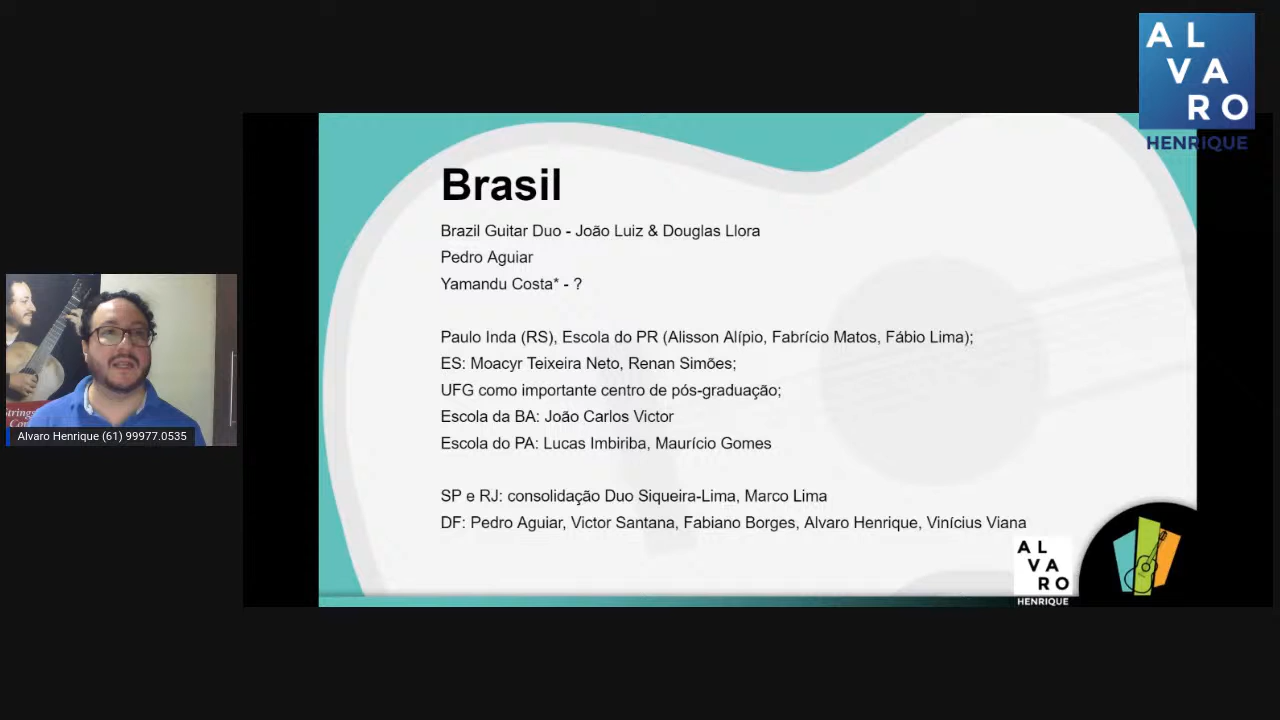 A L
V A
R O
HENRIQUE
Brasil
Brazil Guitar Duo - João Luiz & Douglas Llora
Pedro Aguiar
Yamandu Costa* - ?
Paulo Inda (RS), Escola do PR (Alisson Alípio, Fabrício Matos, Fábio Lima);
ES: Moacyr Teixeira Neto, Renan Simões;
UFG como importante centro de pós-graduação;
Escola da BA: João Carlos Victor
Escola do PA: Lucas Imbiriba, Maurício Gomes
SP e RJ: consolidação Duo Siqueira-Lima, Marco Lima
DF: Pedro Aguiar, Victor Santana, Fabiano Borges, Alvaro Henrique, Vinícius Viana
Strings
Alvaro Henrique (61) 99977.0535
A L
V A
R O
HENRIQUE